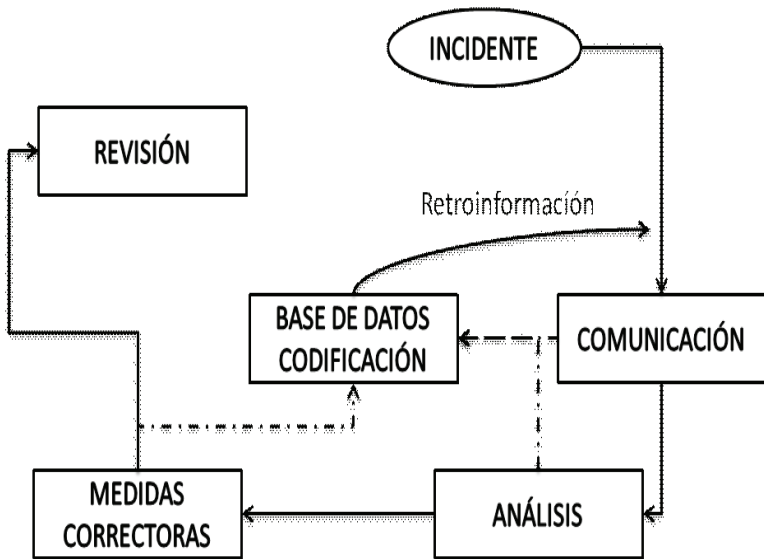 INCIDENTE
REVISIÓN
Retroinformación
BASE DE DATOS
CODIFICACIÓN
COMUNICACIÓN
MEDIDAS
CORRECTORAS
ANÁLISIS